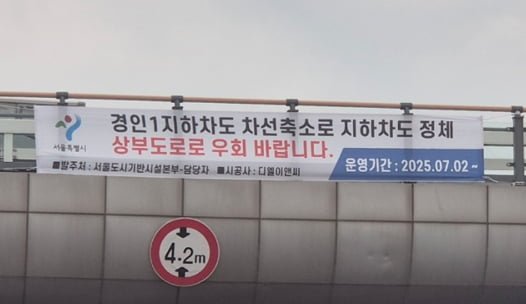 서울특별시
경인1지하차도 차선축소로 지하차도 정체
상부도로로 우회 바랍니다.
■발주처 : 서울도시기반시설본부-담당자 ■시공사 : 디엘이앤씨
운영기간 : 2025.07.02~
4.2m